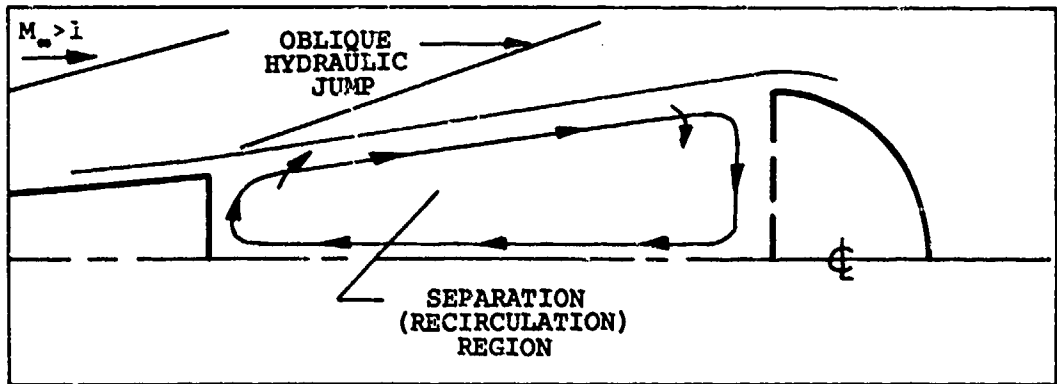 M∞>1
OBLIQUE
HYDRAULIC
JUMP
℄
SEPARATION
(RECIRCULATION)
REGION